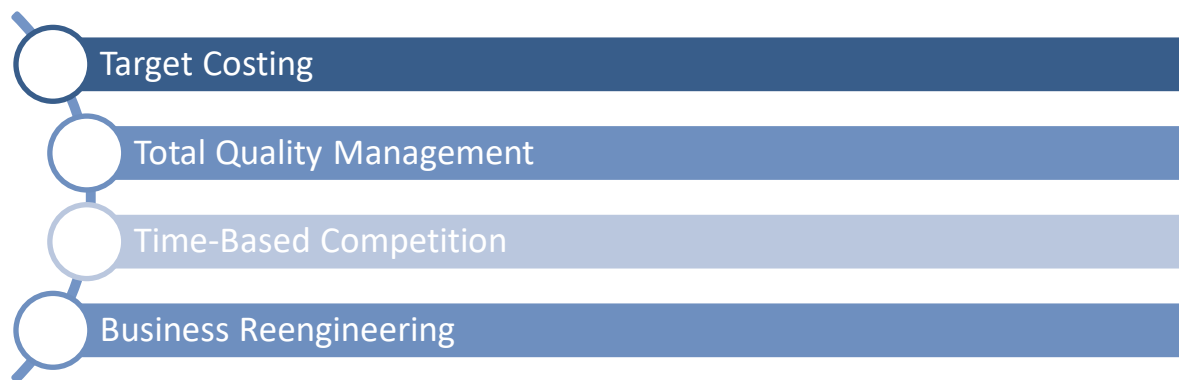 Target Costing
Total Quality Management
Time-Based Competition
Business Reengineering